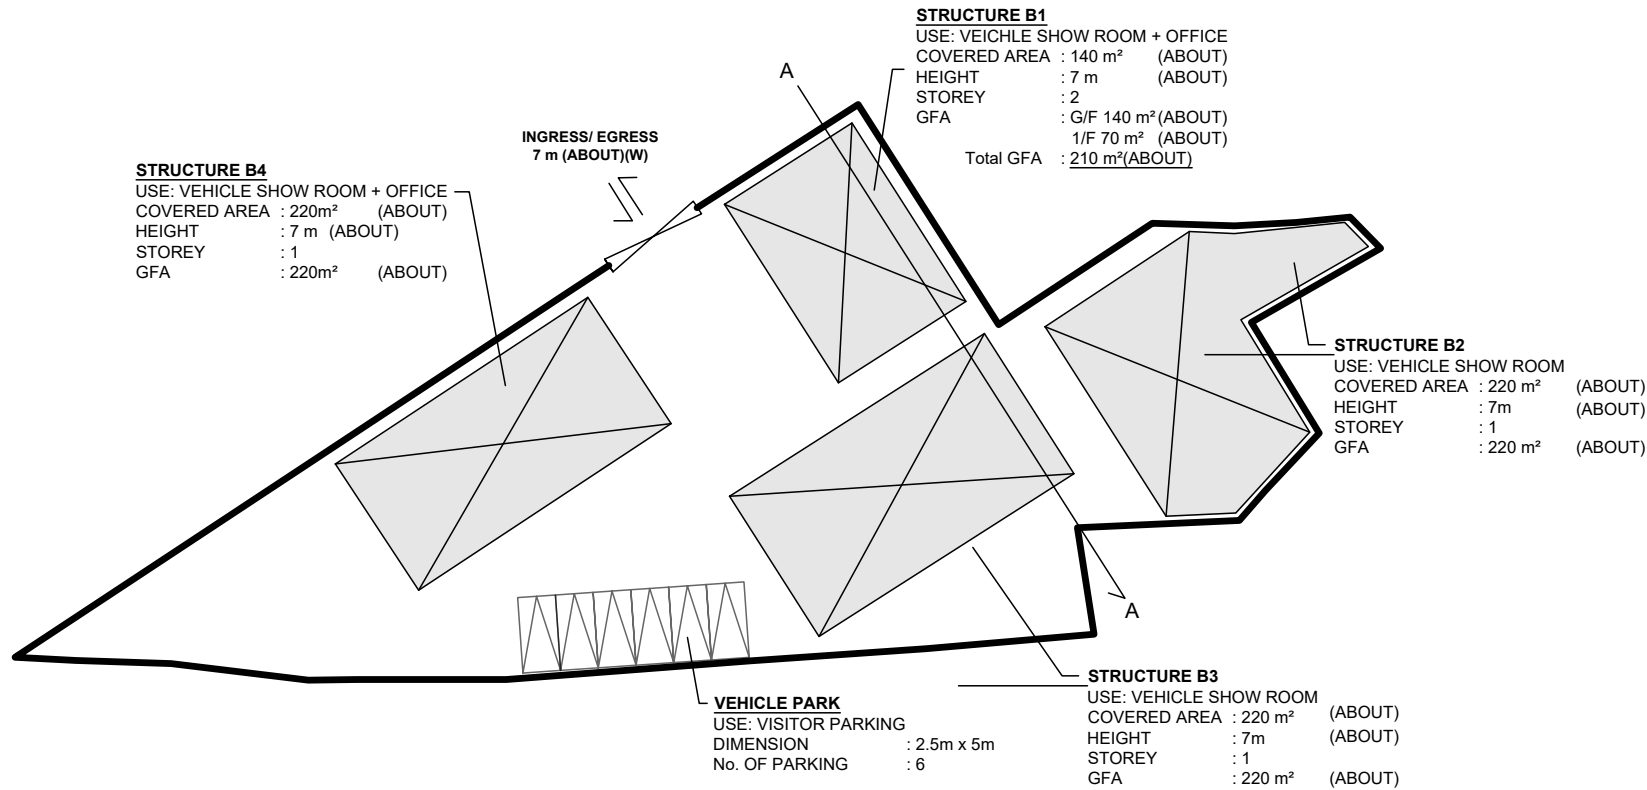 STRUCTURE B1
USE: VEICHLE SHOW ROOM + OFFICE
COVERED AREA : 140 m² (ABOUT)
HEIGHT : 7 m (ABOUT)
STOREY : 2
GFA : G/F 140 m² (ABOUT)
1/F 70 m² (ABOUT)
Total GFA : 210 m²(ABOUT)
A
INGRESS/ EGRESS
7 m (ABOUT)(W)
STRUCTURE B4
USE: VEHICLE SHOW ROOM + OFFICE
COVERED AREA : 220m² (ABOUT)
HEIGHT : 7 m (ABOUT)
STOREY : 1
GFA : 220m² (ABOUT)
STRUCTURE B2
USE: VEHICLE SHOW ROOM
COVERED AREA : 220 m² (ABOUT)
HEIGHT : 7m (ABOUT)
STOREY : 1
GFA : 220 m² (ABOUT)
A
STRUCTURE B3
USE: VEHICLE SHOW ROOM
COVERED AREA : 220 m² (ABOUT)
HEIGHT : 7m (ABOUT)
STOREY : 1
GFA : 220 m² (ABOUT)
VEHICLE PARK
USE: VISITOR PARKING
DIMENSION : 2.5m x 5m
No. OF PARKING : 6